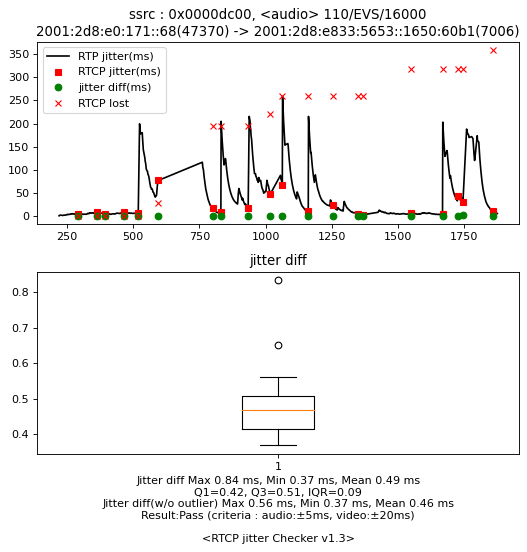 ssrc : 0x0000dc00, <audio> 110/EVS/16000
2001:2d8:e0:171::68(47370) -> 2001:2d8:e833:5653::1650:60b1(7006)
RTP jitter(ms)
RTCP jitter(ms)
jitter diff(ms)
RTCP lost
350
300
250
200
150
100
50
0
250
500
750
1000
1250
1500
1750
jitter diff
0.8
0.7
0.6
0.5
0.4
1
Jitter diff Max 0.84 ms, Min 0.37 ms, Mean 0.49 ms
Q1=0.42, Q3=0.51, IQR=0.09
Jitter diff(w/o outlier) Max 0.56 ms, Min 0.37 ms, Mean 0.46 ms
Result:Pass (criteria : audio:±5ms, video:±20ms)
<RTCP jitter Checker v1.3>